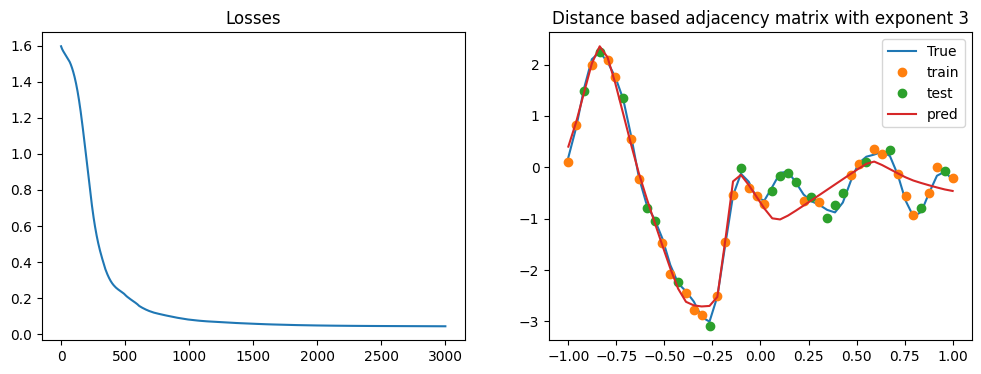 Losses
1.6
1.4
1.2
1.0
0.8
0.6
0.4
0.2
0.0
0 500 1000 1500 2000 2500 3000
Distance based adjacency matrix with exponent 3
2
1
0
−1
−2
−3
−1.00 −0.75 −0.50 −0.25 0.00 0.25 0.50 0.75 1.00
True
train
test
pred